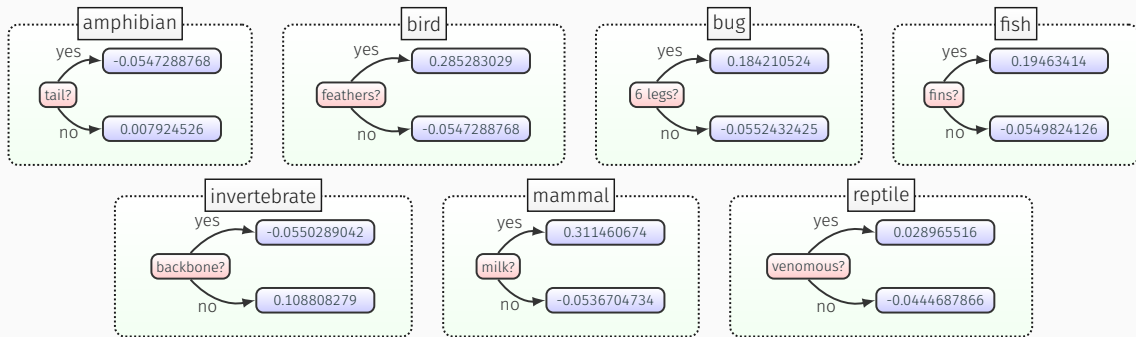 amphibian
yes
-0.0547288768
tail?
no
0.007924526
bird
yes
0.285283029
feathers?
no
-0.0547288768
bug
yes
0.184210524
6 legs?
no
-0.0552432425
fish
yes
0.19463414
fins?
no
-0.0549824126
invertebrate
yes
-0.0550289042
backbone?
no
0.108808279
mammal
yes
0.311460674
milk?
no
-0.0536704734
reptile
yes
0.028965516
venomous?
no
-0.0444687866